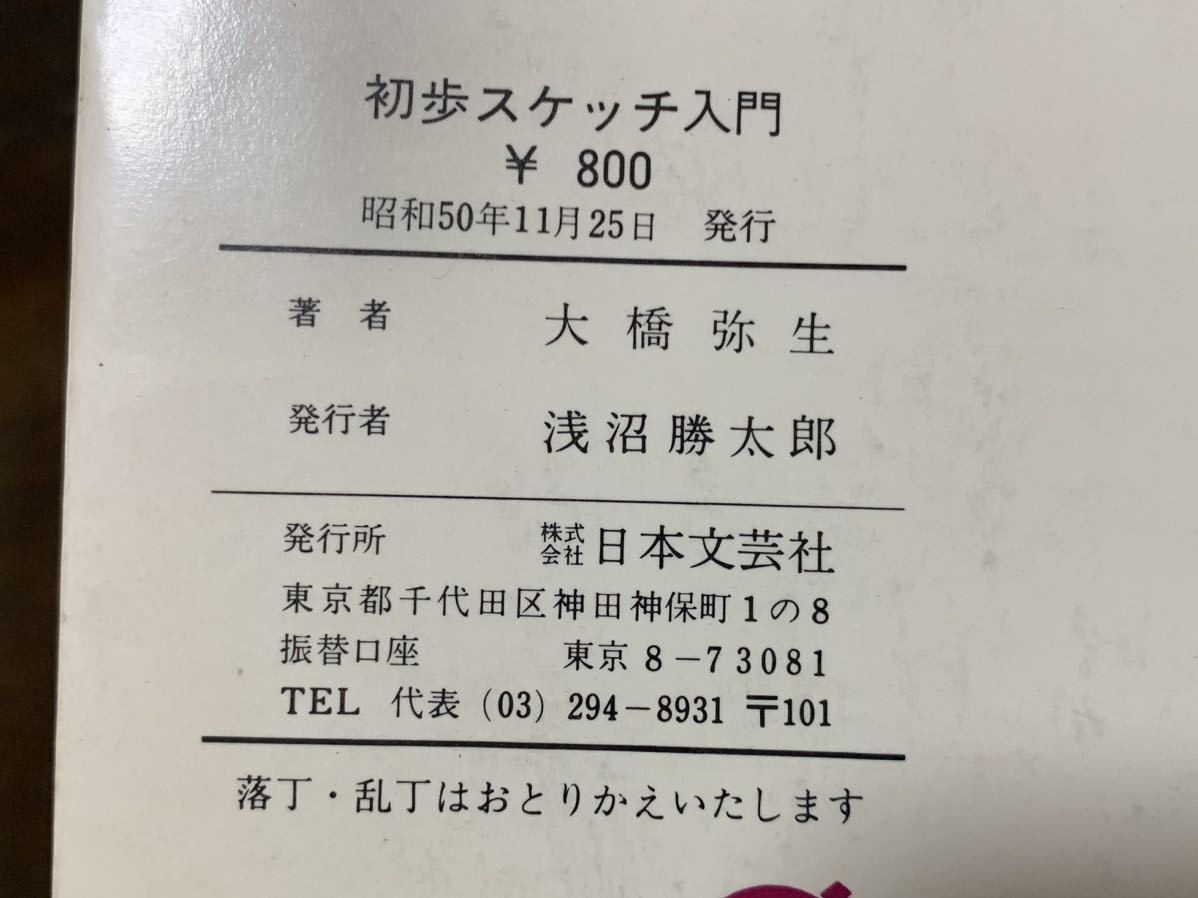 初歩スケッチ入門
¥ 800
昭和50年11月25日 発行
著者 大橋弥生
発行者 浅沼勝太郎
発行所 株式会社 日本文芸社
東京都千代田区神田神保町1の8
振替口座 東京8-73081
TEL 代表 (03) 294-8931 〒101
落丁・乱丁はおとりかえいたします